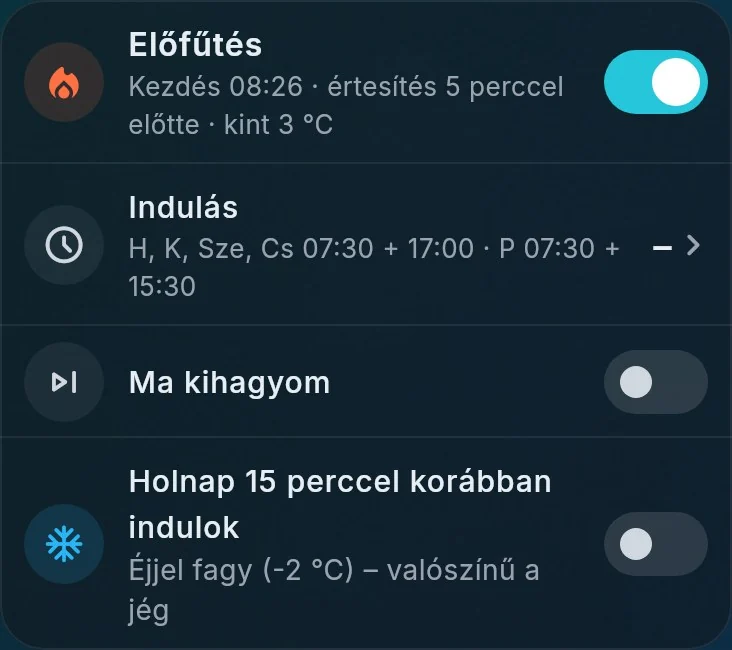 Előfűtés
Kezdés 08:26 · értesítés 5 perccel
előtte · kint 3 °C
Indulás
H, K, Sze, Cs 07:30 + 17:00 · P 07:30 +
15:30
–
Ma kihagyom
Holnap 15 perccel korábban
indulok
Éjjel fagy (-2 °C) – valószínű a
jég